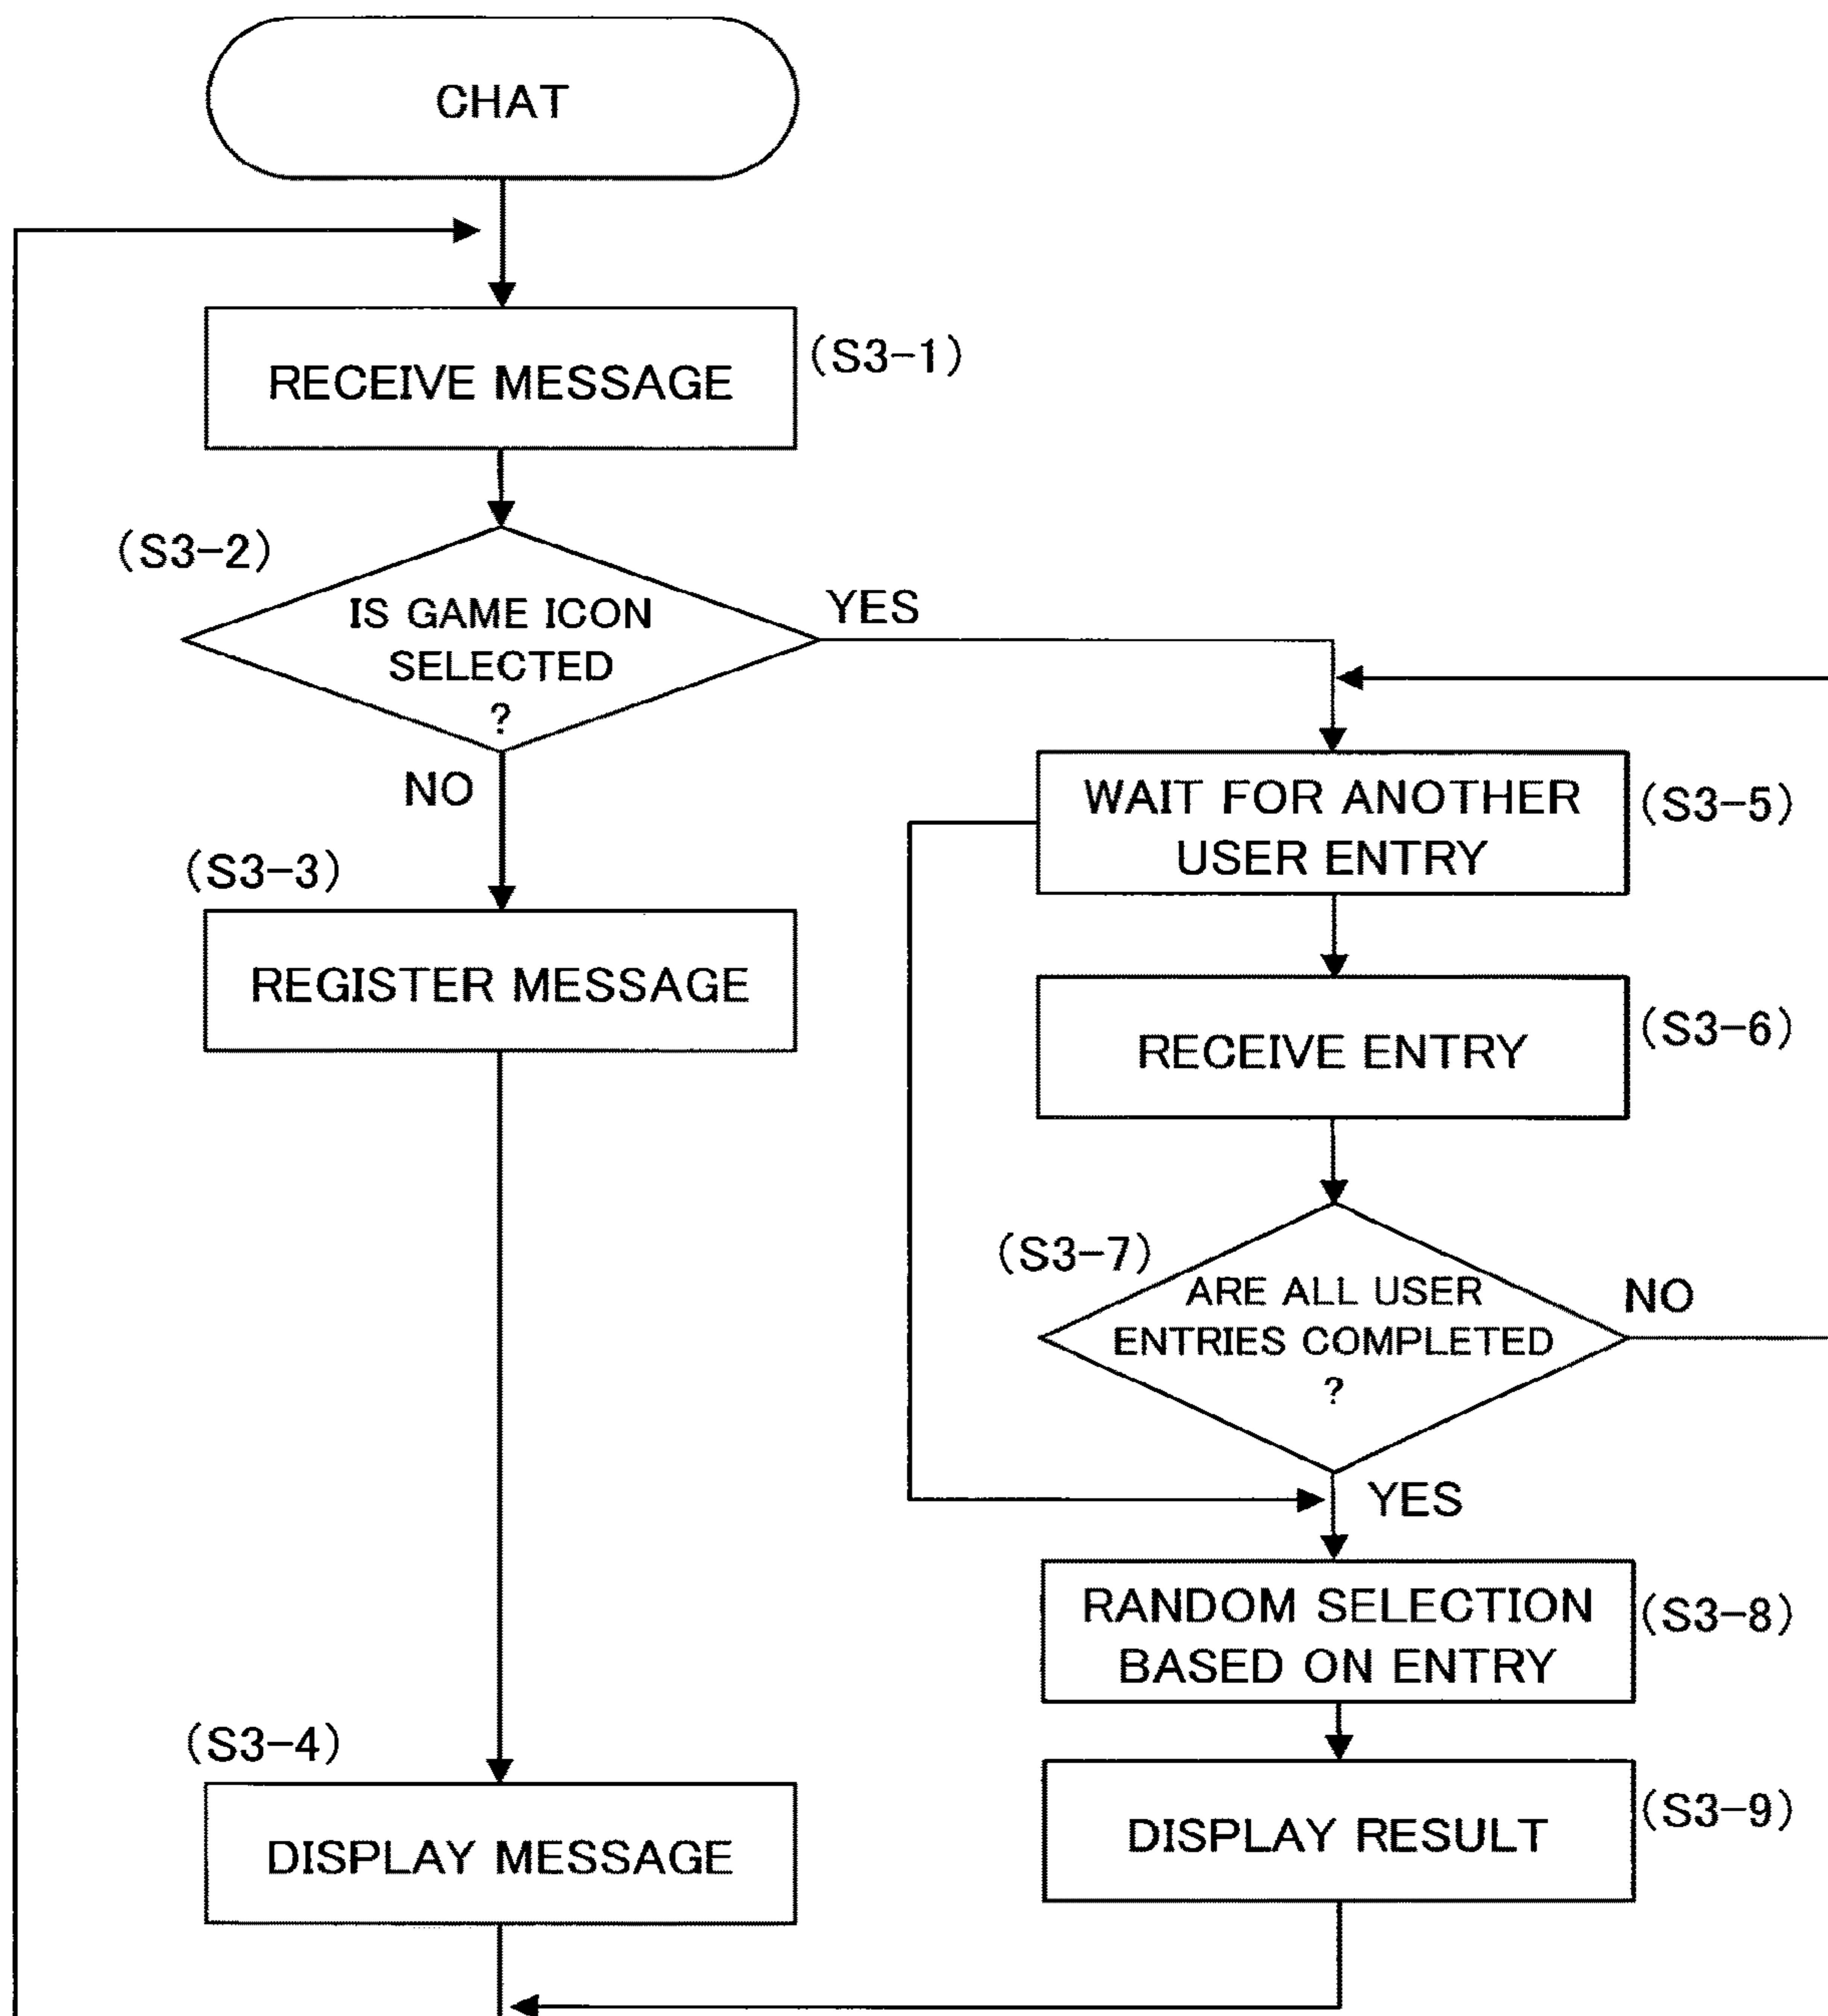 CHAT
RECEIVE MESSAGE
(S3-1)
(S3-2)
IS GAME ICON
SELECTED
?
YES
NO
(S3-3)
REGISTER MESSAGE
(S3-4)
DISPLAY MESSAGE
WAIT FOR ANOTHER
USER ENTRY
(S3-5)
RECEIVE ENTRY
(S3-6)
(S3-7)
ARE ALL USER
ENTRIES COMPLETED
?
NO
YES
RANDOM SELECTION
BASED ON ENTRY
(S3-8)
DISPLAY RESULT
(S3-9)